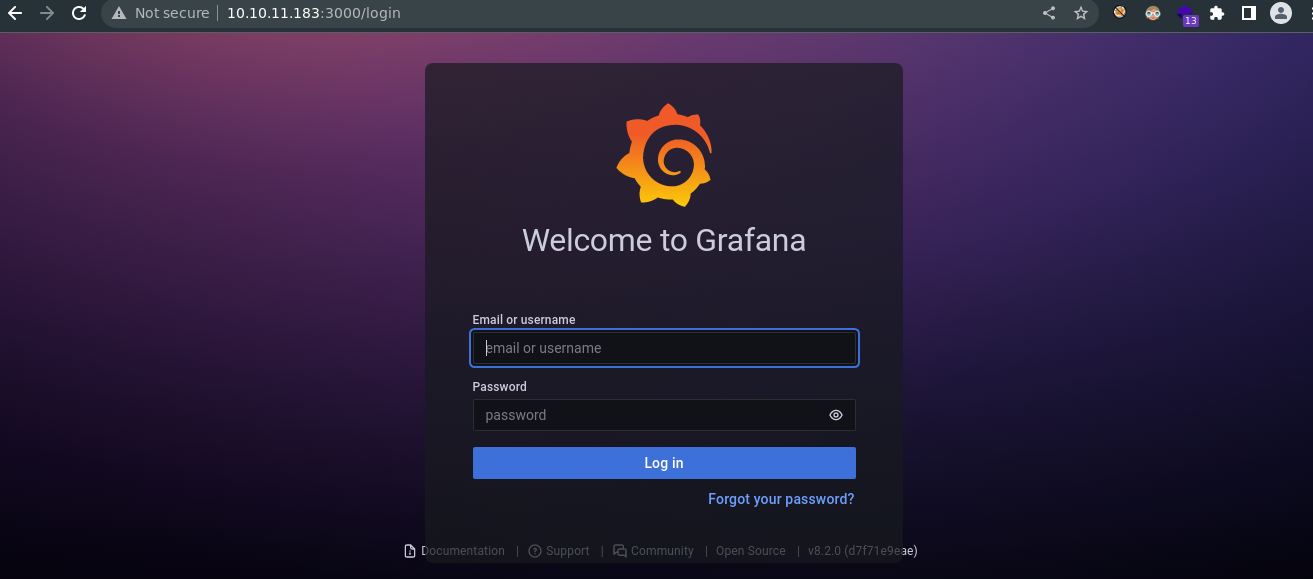 Not secure 10.10.11.183:3000/login
13
Welcome to Grafana
Email or username
email or username
Password
password
Log in
Forgot your password?
Documentation | Support | Community | Open Source | v8.2.0 (d7f71e9eae)